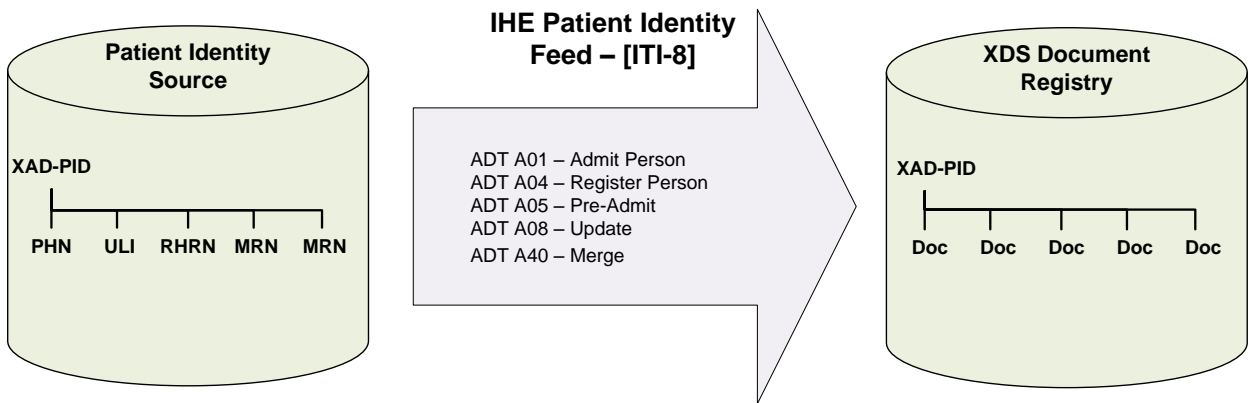 Patient Identity
Source
XAD-PID
PHN ULI RHRN MRN MRN
IHE Patient Identity
Feed – [ITI-8]
ADT A01 – Admit Person
ADT A04 – Register Person
ADT A05 – Pre-Admit
ADT A08 – Update
ADT A40 – Merge
XDS Document
Registry
XAD-PID
Doc Doc Doc Doc Doc